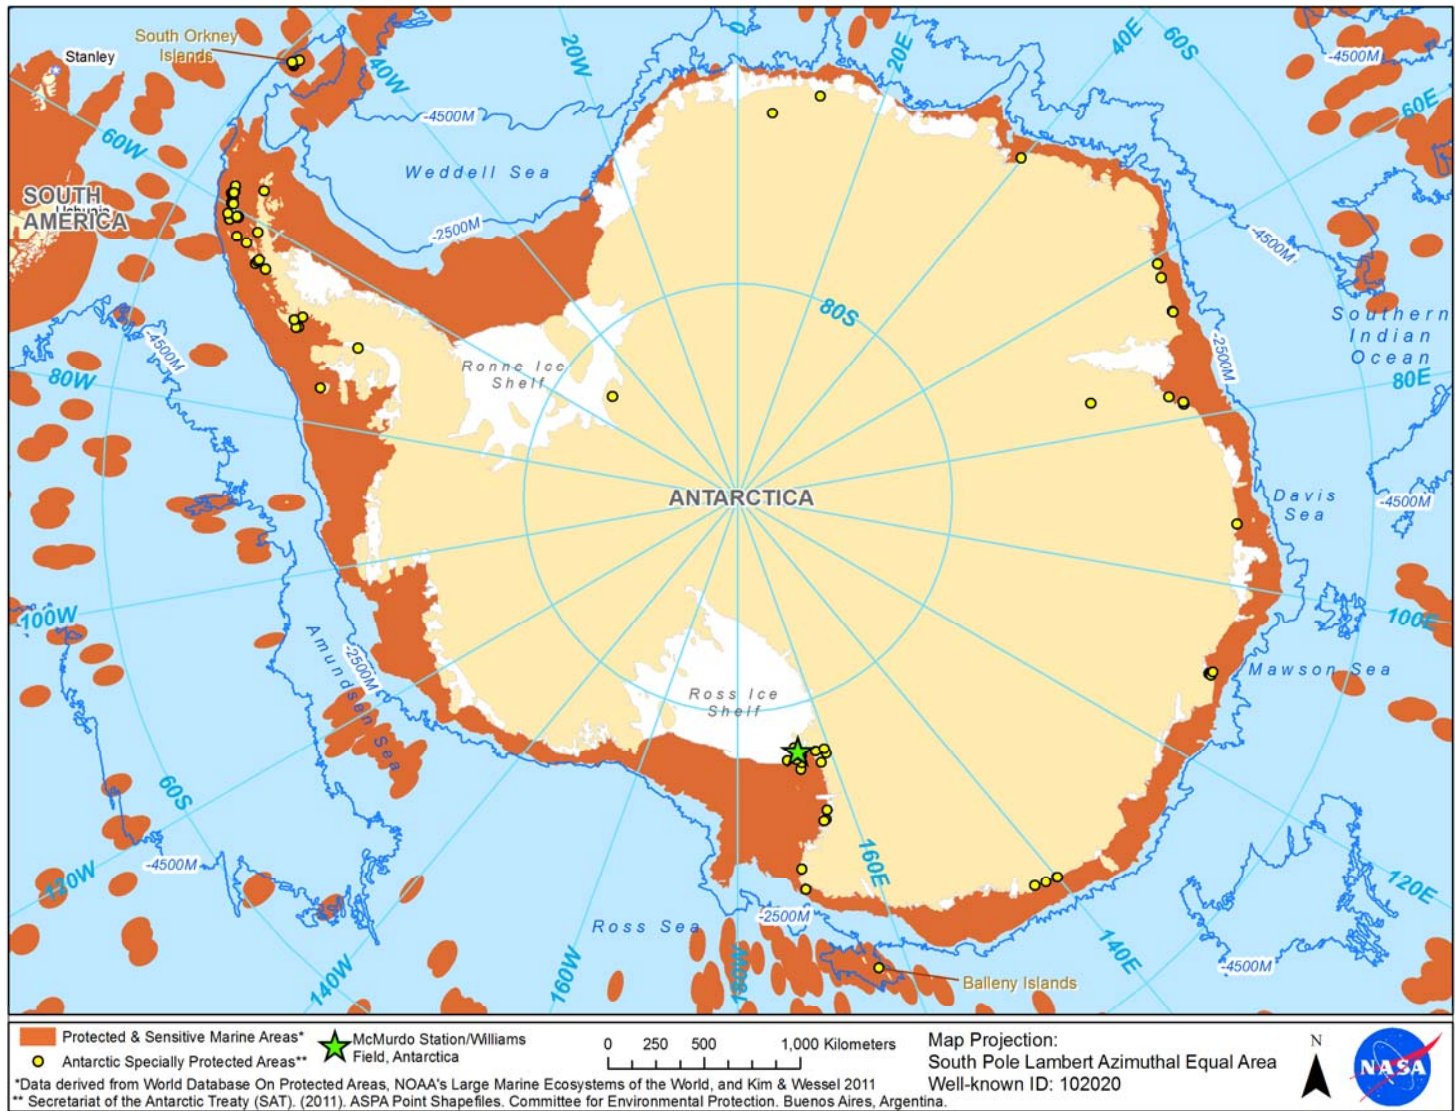 South Orkney
Islands
Stanley
40W
20W
0
20E
40E
60S
-4500M
60E
-4500M
60W
Weddell Sea
SOUTH
AMERICA
-2500M
-4500M
80S
Southern
Indian
Ocean
-4500M
Ronne Ice
Shelf
-2500M
80W
80E
ANTARCTICA
Davis
Sea
-4500M
100W
100E
Amundsen Sea
-2500M
Mawson Sea
Ross Ice
Shelf
60S
160E
-4500M
120W
120E
Ross Sea
-2500M
140W
160W
180W
140E
-4500M
Balleny Islands
Protected & Sensitive Marine Areas*
Antarctic Specially Protected Areas**
McMurdo Station/Williams
Field, Antarctica
0 250 500 1,000 Kilometers
Map Projection:
South Pole Lambert Azimuthal Equal Area
Well-known ID: 102020
N
NASA
*Data derived from World Database On Protected Areas, NOAA's Large Marine Ecosystems of the World, and Kim & Wessel 2011
** Secretariat of the Antarctic Treaty (SAT). (2011). ASPA Point Shapefiles. Committee for Environmental Protection. Buenos Aires, Argentina.